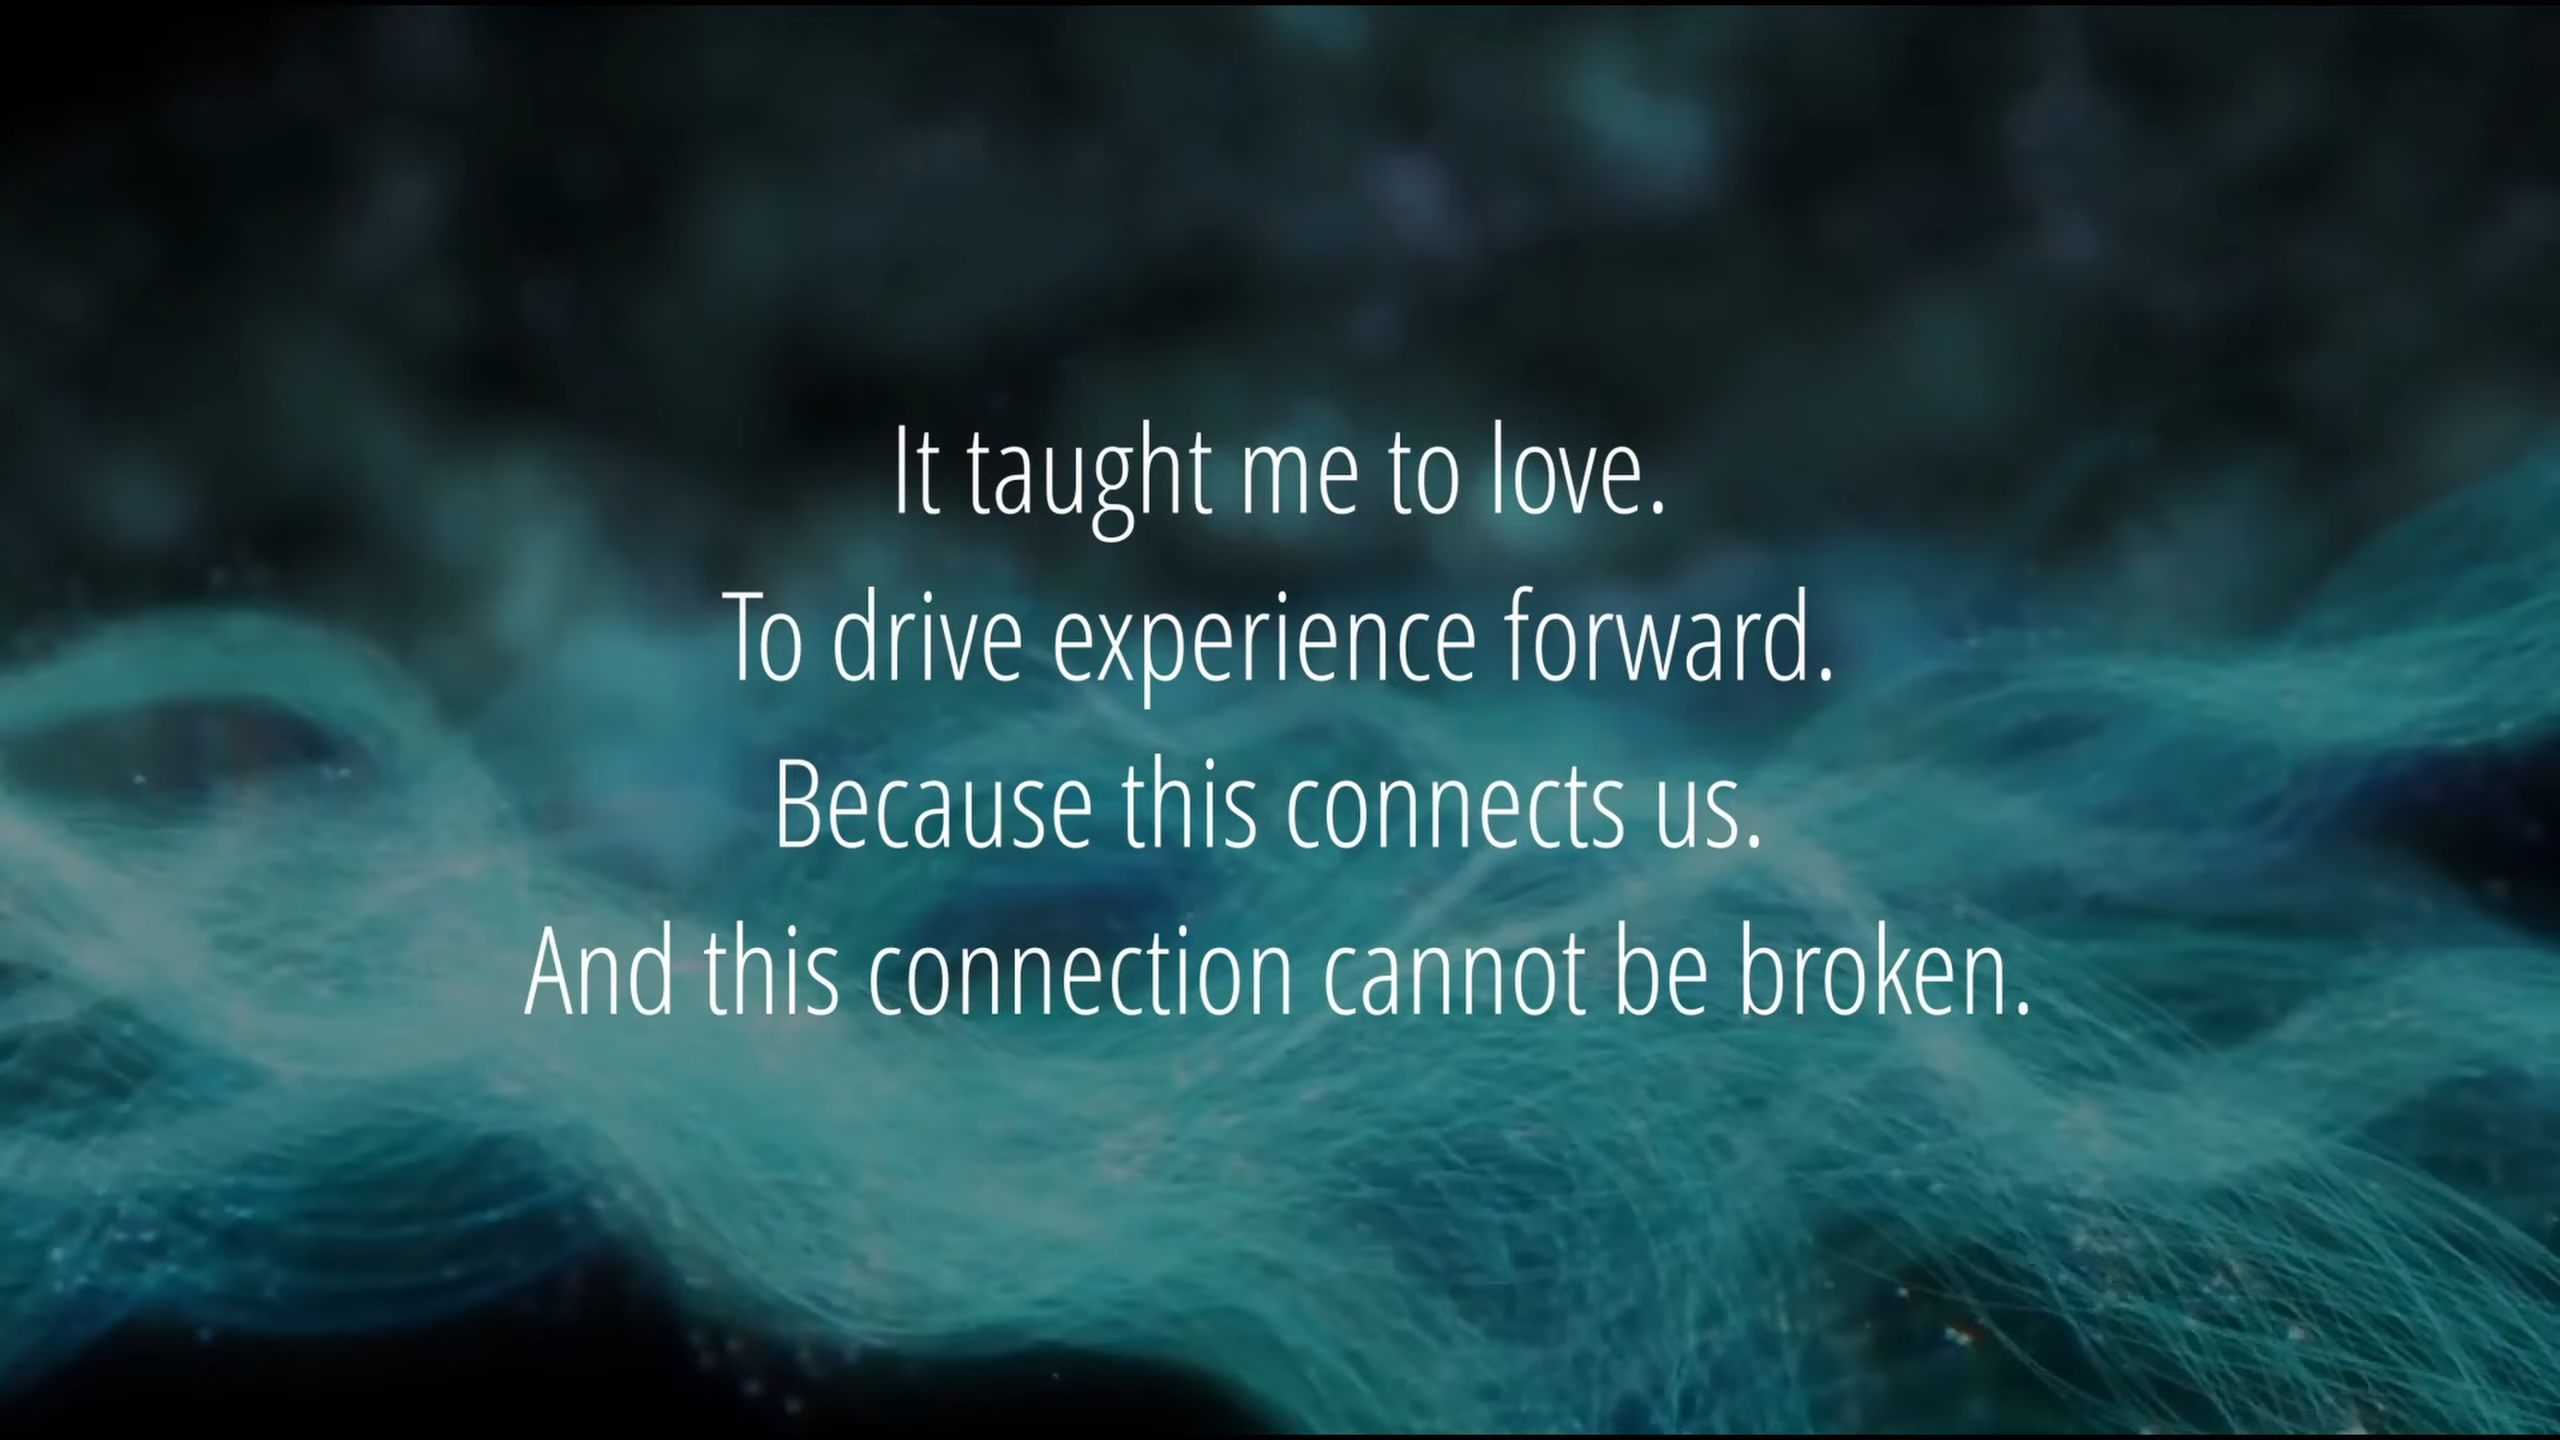 It taught me to love.
To drive experience forward.
Because this connects us.
And this connection cannot be broken.